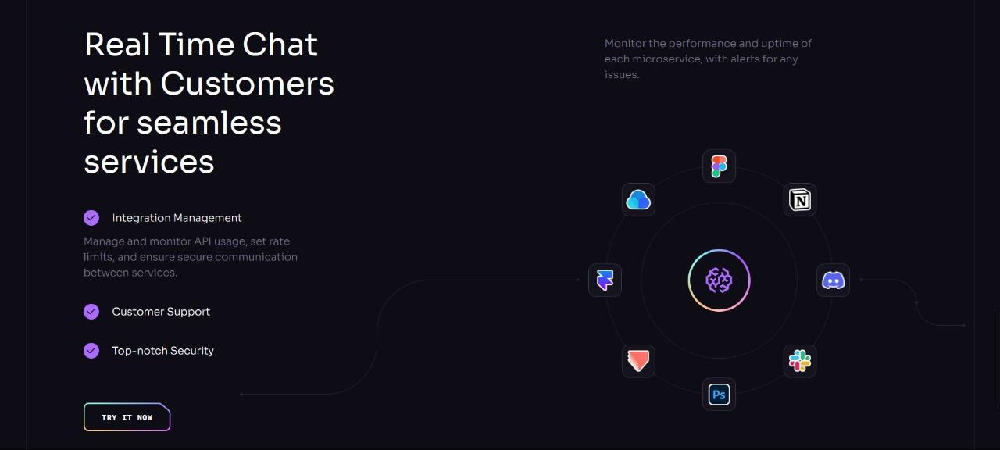 Real Time Chat
with Customers
for seamless
services
Monitor the performance and uptime of
each microservice, with alerts for any
issues.
Integration Management
Manage and monitor API usage, set rate
limits, and ensure secure communication
between services.
Customer Support
Top-notch Security
TRY IT NOW
N
Ps